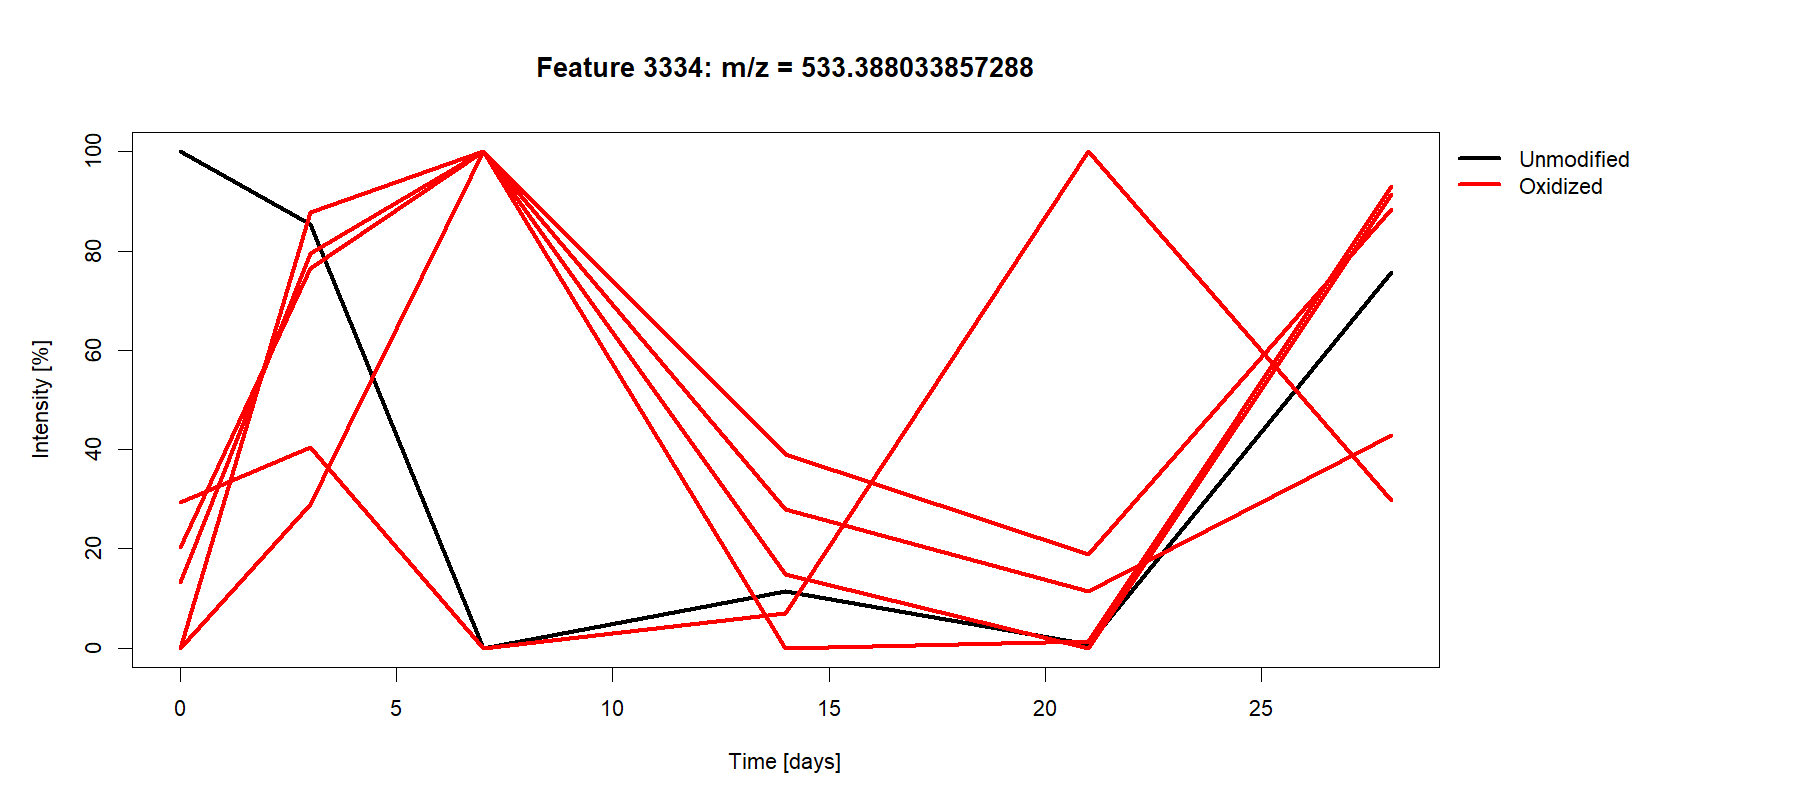 Feature 3334: m/z = 533.388033857288
Unmodified
Oxidized
Intensity [%]
100
80
60
40
20
0
0 5 10 15 20 25
Time [days]